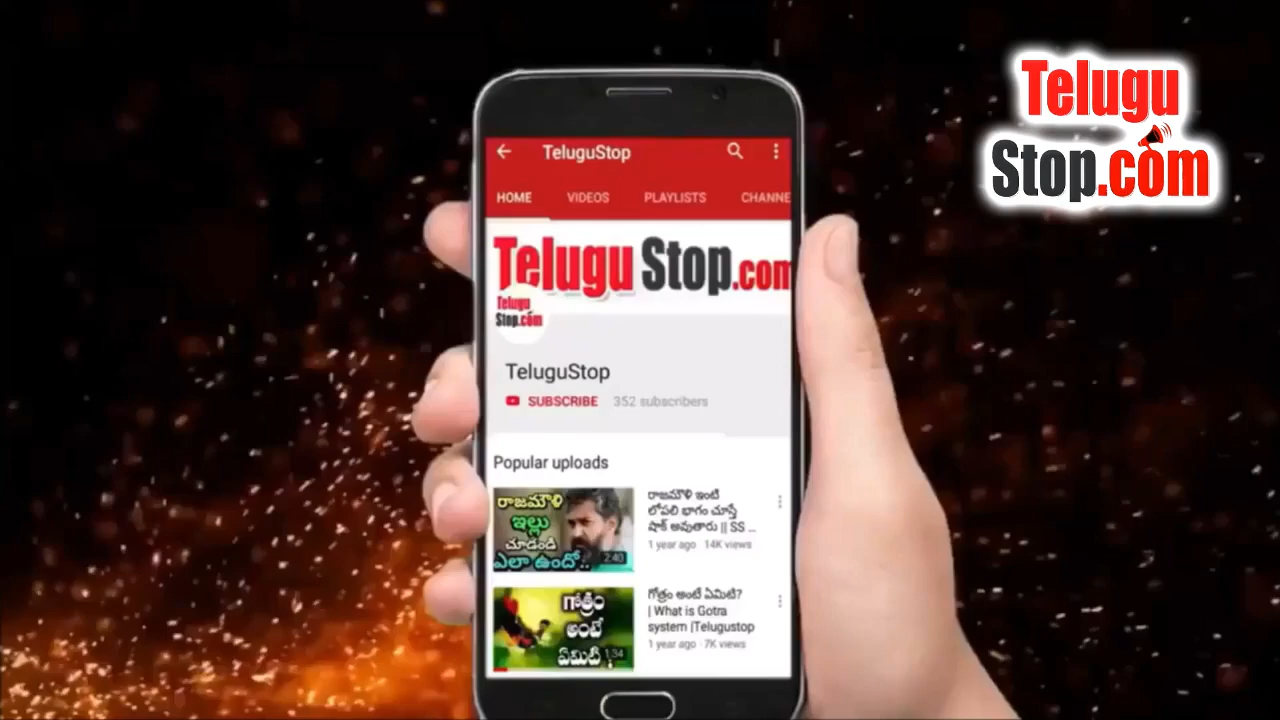 Telugu
Stop.com
TeluguStop
HOME VIDEOS PLAYLISTS CHANNE
Telugu Stop.com
Telugu
Stop.com
TeluguStop
SUBSCRIBE 352 subscribers
Popular uploads
రాజమౌళి
ఇల్లు
చూడండి
ఎలా ఉందో..
2:40
రాజమౌళి ఇంటి
లోపలి భాగం చూస్తే
షాక్ అవుతారు || SS ...
1 year ago · 14K views
గోత్రం
అంటే
ఏమిటి ?
1:34
గోత్రం అంటే ఏమిటి?
| What is Gotra
system |Telugustop
1 year ago · 7K views